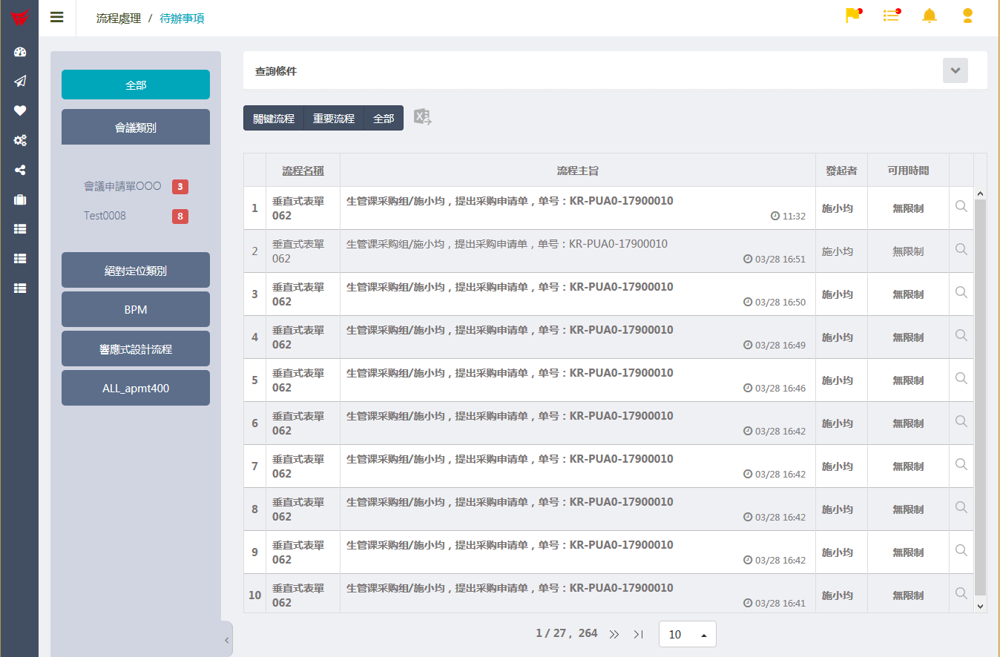 流程處理 / 待辦事項
全部
會議類別
會議申請單OOO 3
Test0008 8
絕對定位類別
BPM
響應式設計流程
ALL_apmt400
查詢條件
關键流程 重要流程 全部
流程名稱 流程主旨 發起者 可用時間
1 垂直式表單 生管课采购组/施小均，提出采购申请单，单号：KR-PUA0-17900010 施小均 無限制
062 11:32
2 垂直式表單 生管课采购组/施小均，提出采购申请单，单号：KR-PUA0-17900010 施小均 無限制
062 03/28 16:51
3 垂直式表單 生管课采购组/施小均，提出采购申请单，单号：KR-PUA0-17900010 施小均 無限制
062 03/28 16:50
4 垂直式表單 生管课采购组/施小均，提出采购申请单，单号：KR-PUA0-17900010 施小均 無限制
062 03/28 16:49
5 垂直式表單 生管课采购组/施小均，提出采购申请单，单号：KR-PUA0-17900010 施小均 無限制
062 03/28 16:46
6 垂直式表單 生管课采购组/施小均，提出采购申请单，单号：KR-PUA0-17900010 施小均 無限制
062 03/28 16:42
7 垂直式表單 生管课采购组/施小均，提出采购申请单，单号：KR-PUA0-17900010 施小均 無限制
062 03/28 16:42
8 垂直式表單 生管课采购组/施小均，提出采购申请单，单号：KR-PUA0-17900010 施小均 無限制
062 03/28 16:42
9 垂直式表單 生管课采购组/施小均，提出采购申请单，单号：KR-PUA0-17900010 施小均 無限制
062 03/28 16:42
10 垂直式表單 生管课采购组/施小均，提出采购申请单，单号：KR-PUA0-17900010 施小均 無限制
062 03/28 16:41
1 / 27 , 264 10